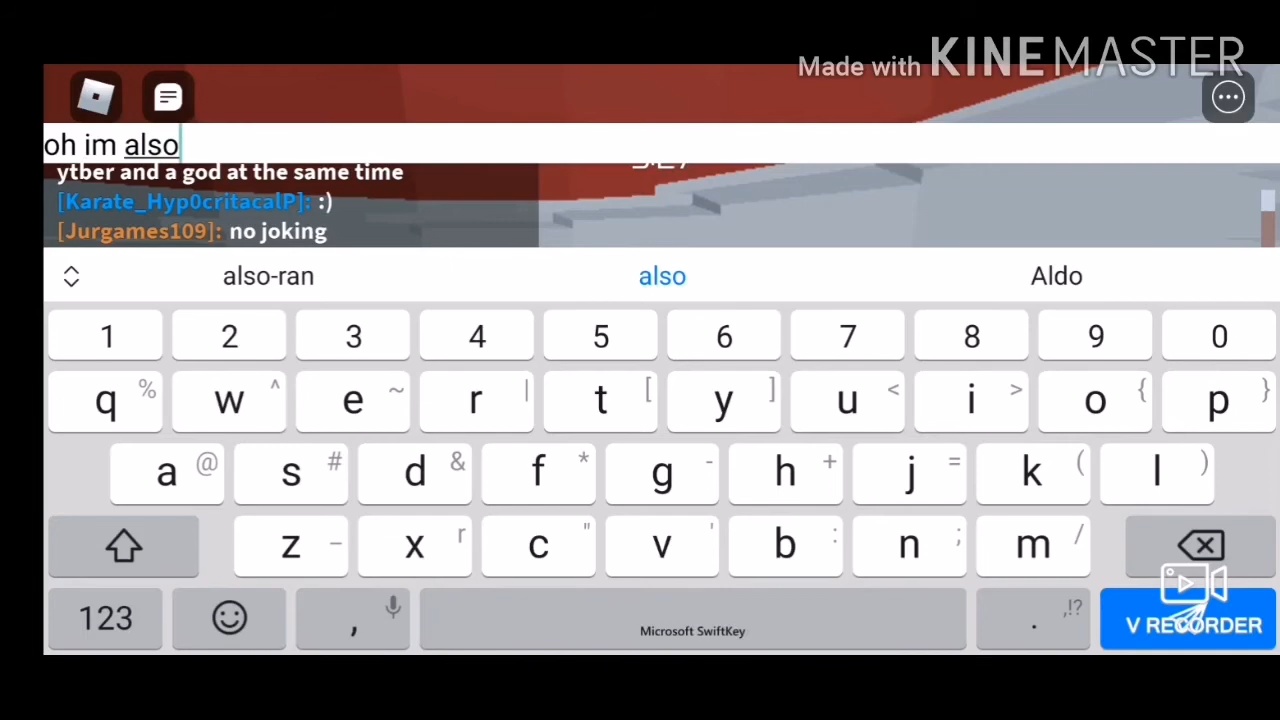 Made with KINEMASTER
oh im also
ytber and a god at the same time
[Karate_Hyp0critacalP]: :)
[Jurgames109]: no joking
also-ran also Aldo
1 2 3 4 5 6 7 8 9 0
q % w ^ e ~ r | t [ y ] u < i > o { p }
a @ s # d & f * g - h + j = k ( l )
z _ x r c " v ' b : n ; m /
123 , Microsoft SwiftKey . ,!? V RECORDER